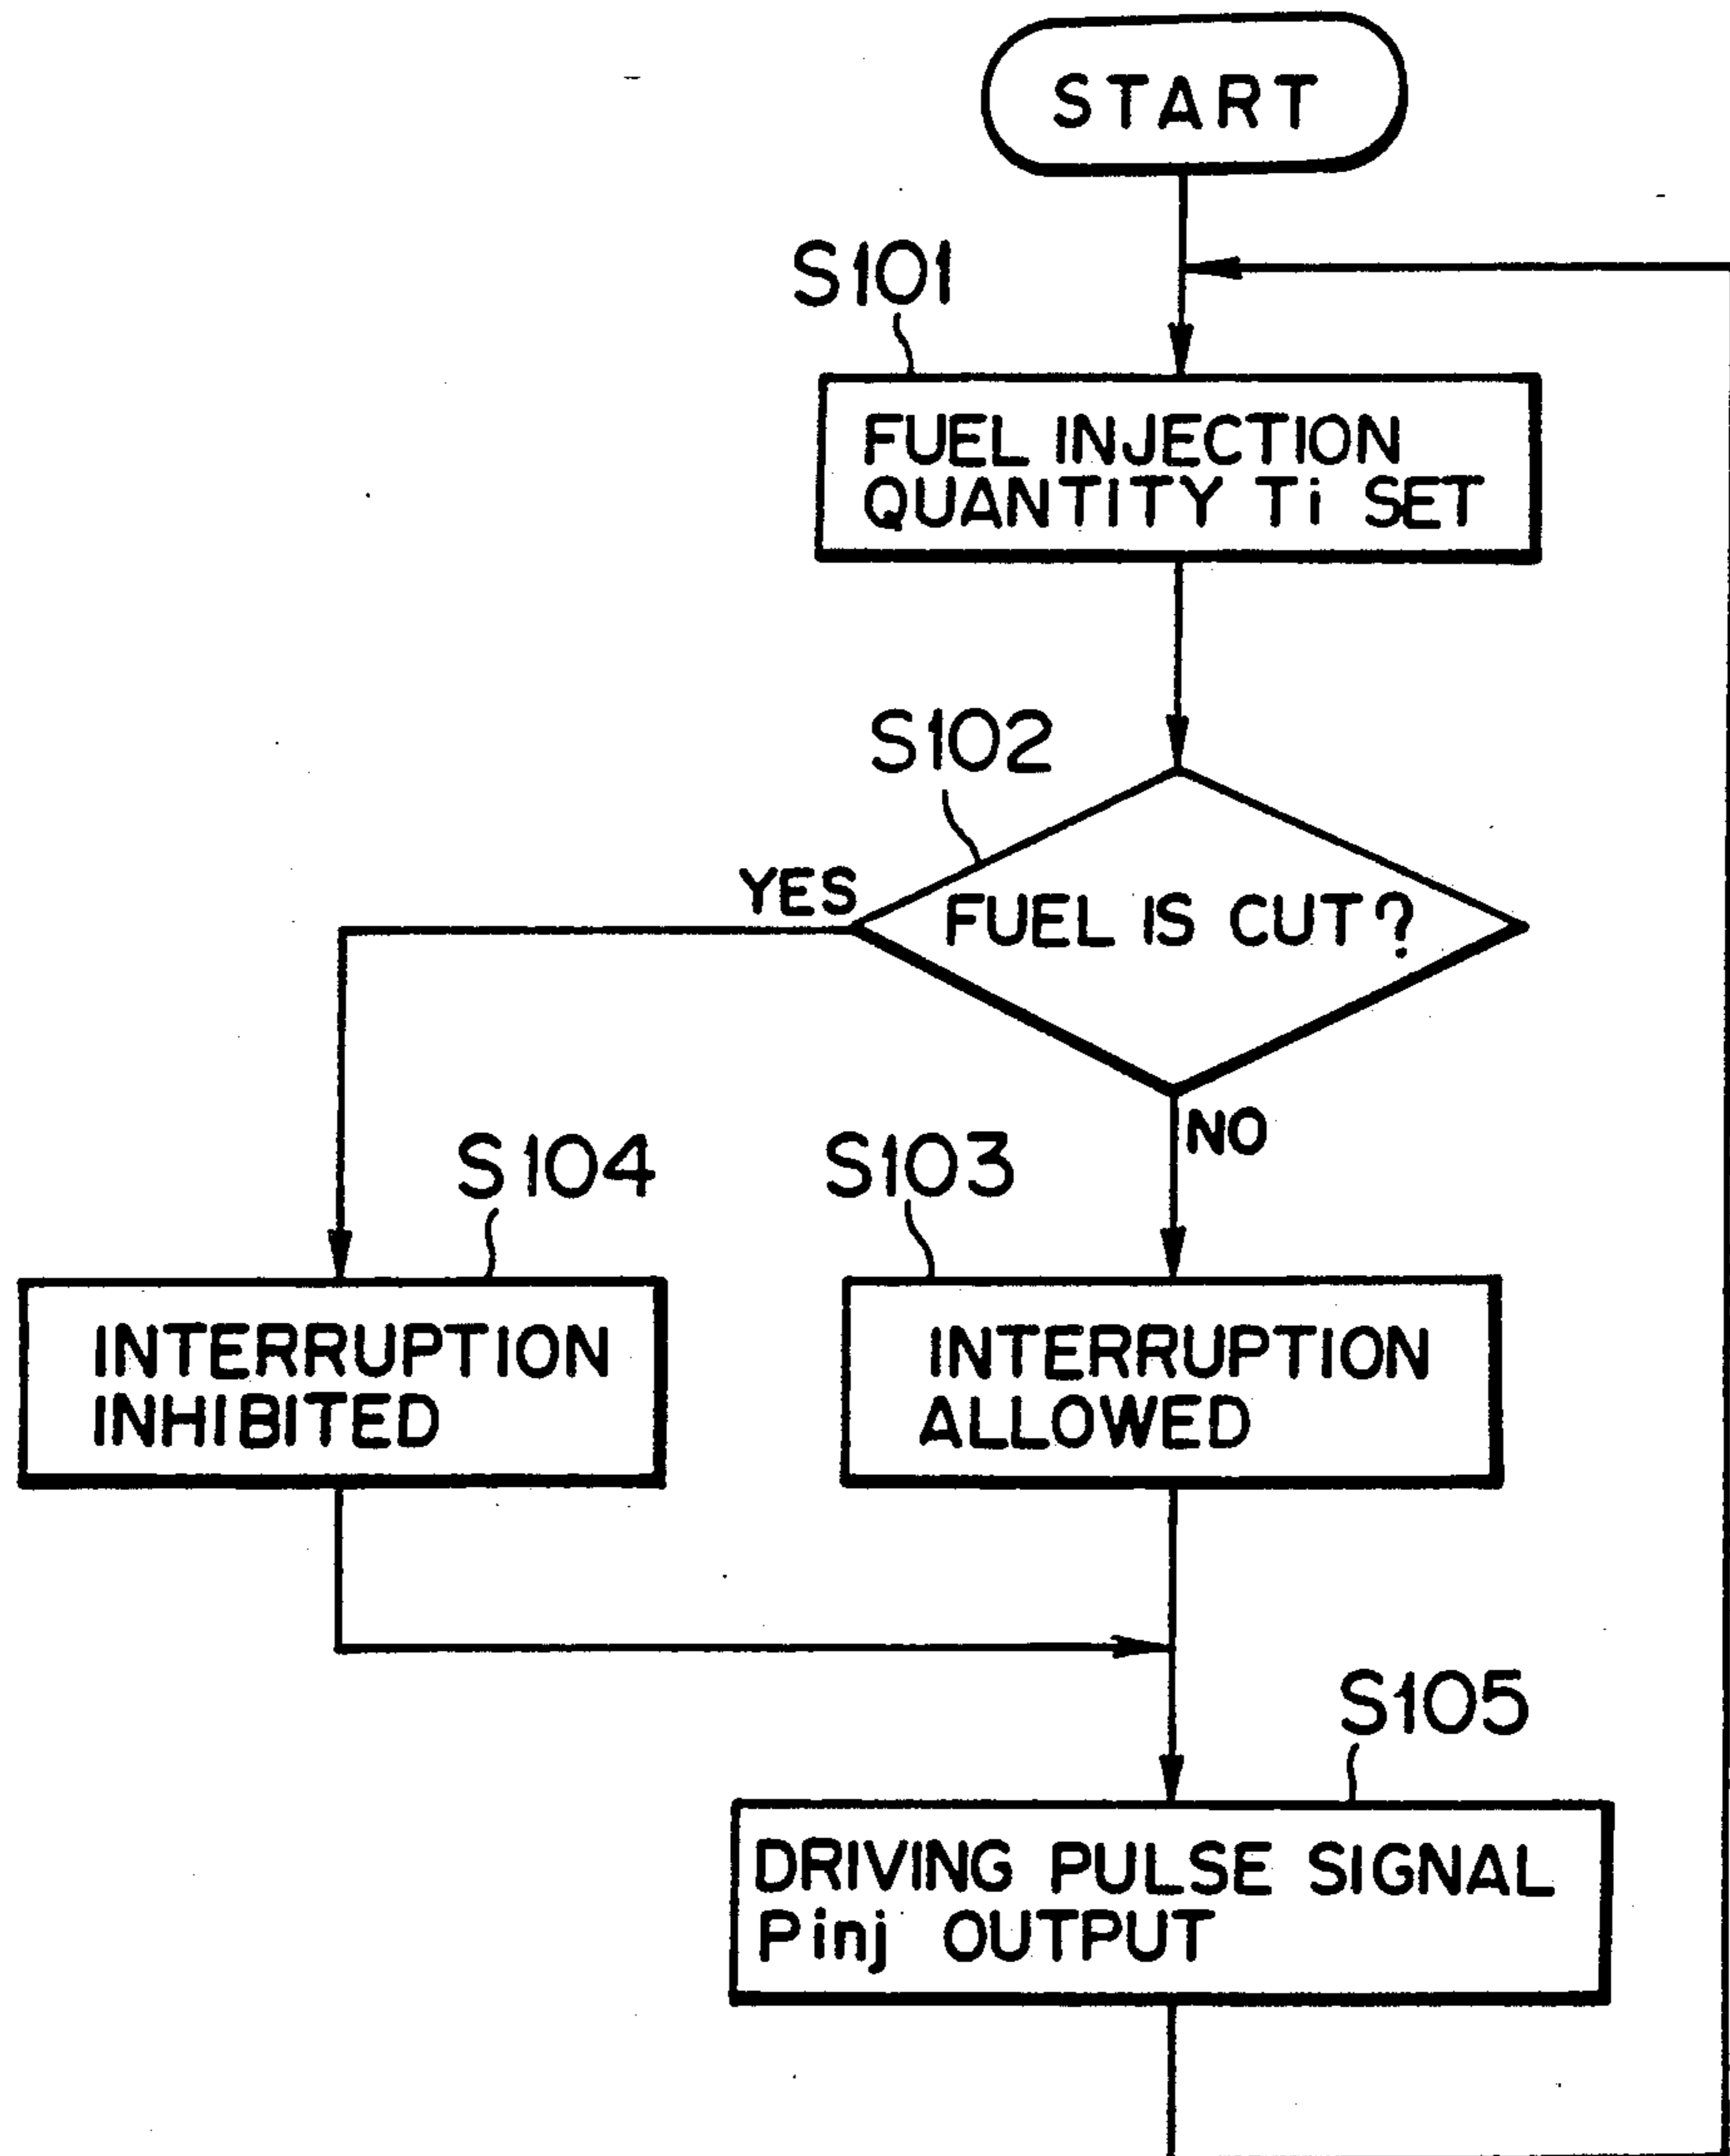 START
S101
FUEL INJECTION
QUANTITY Ti SET
S102
YES
FUEL IS CUT?
NO
S104
S103
INTERRUPTION
INHIBITED
INTERRUPTION
ALLOWED
S105
DRIVING PULSE SIGNAL
Pinj OUTPUT